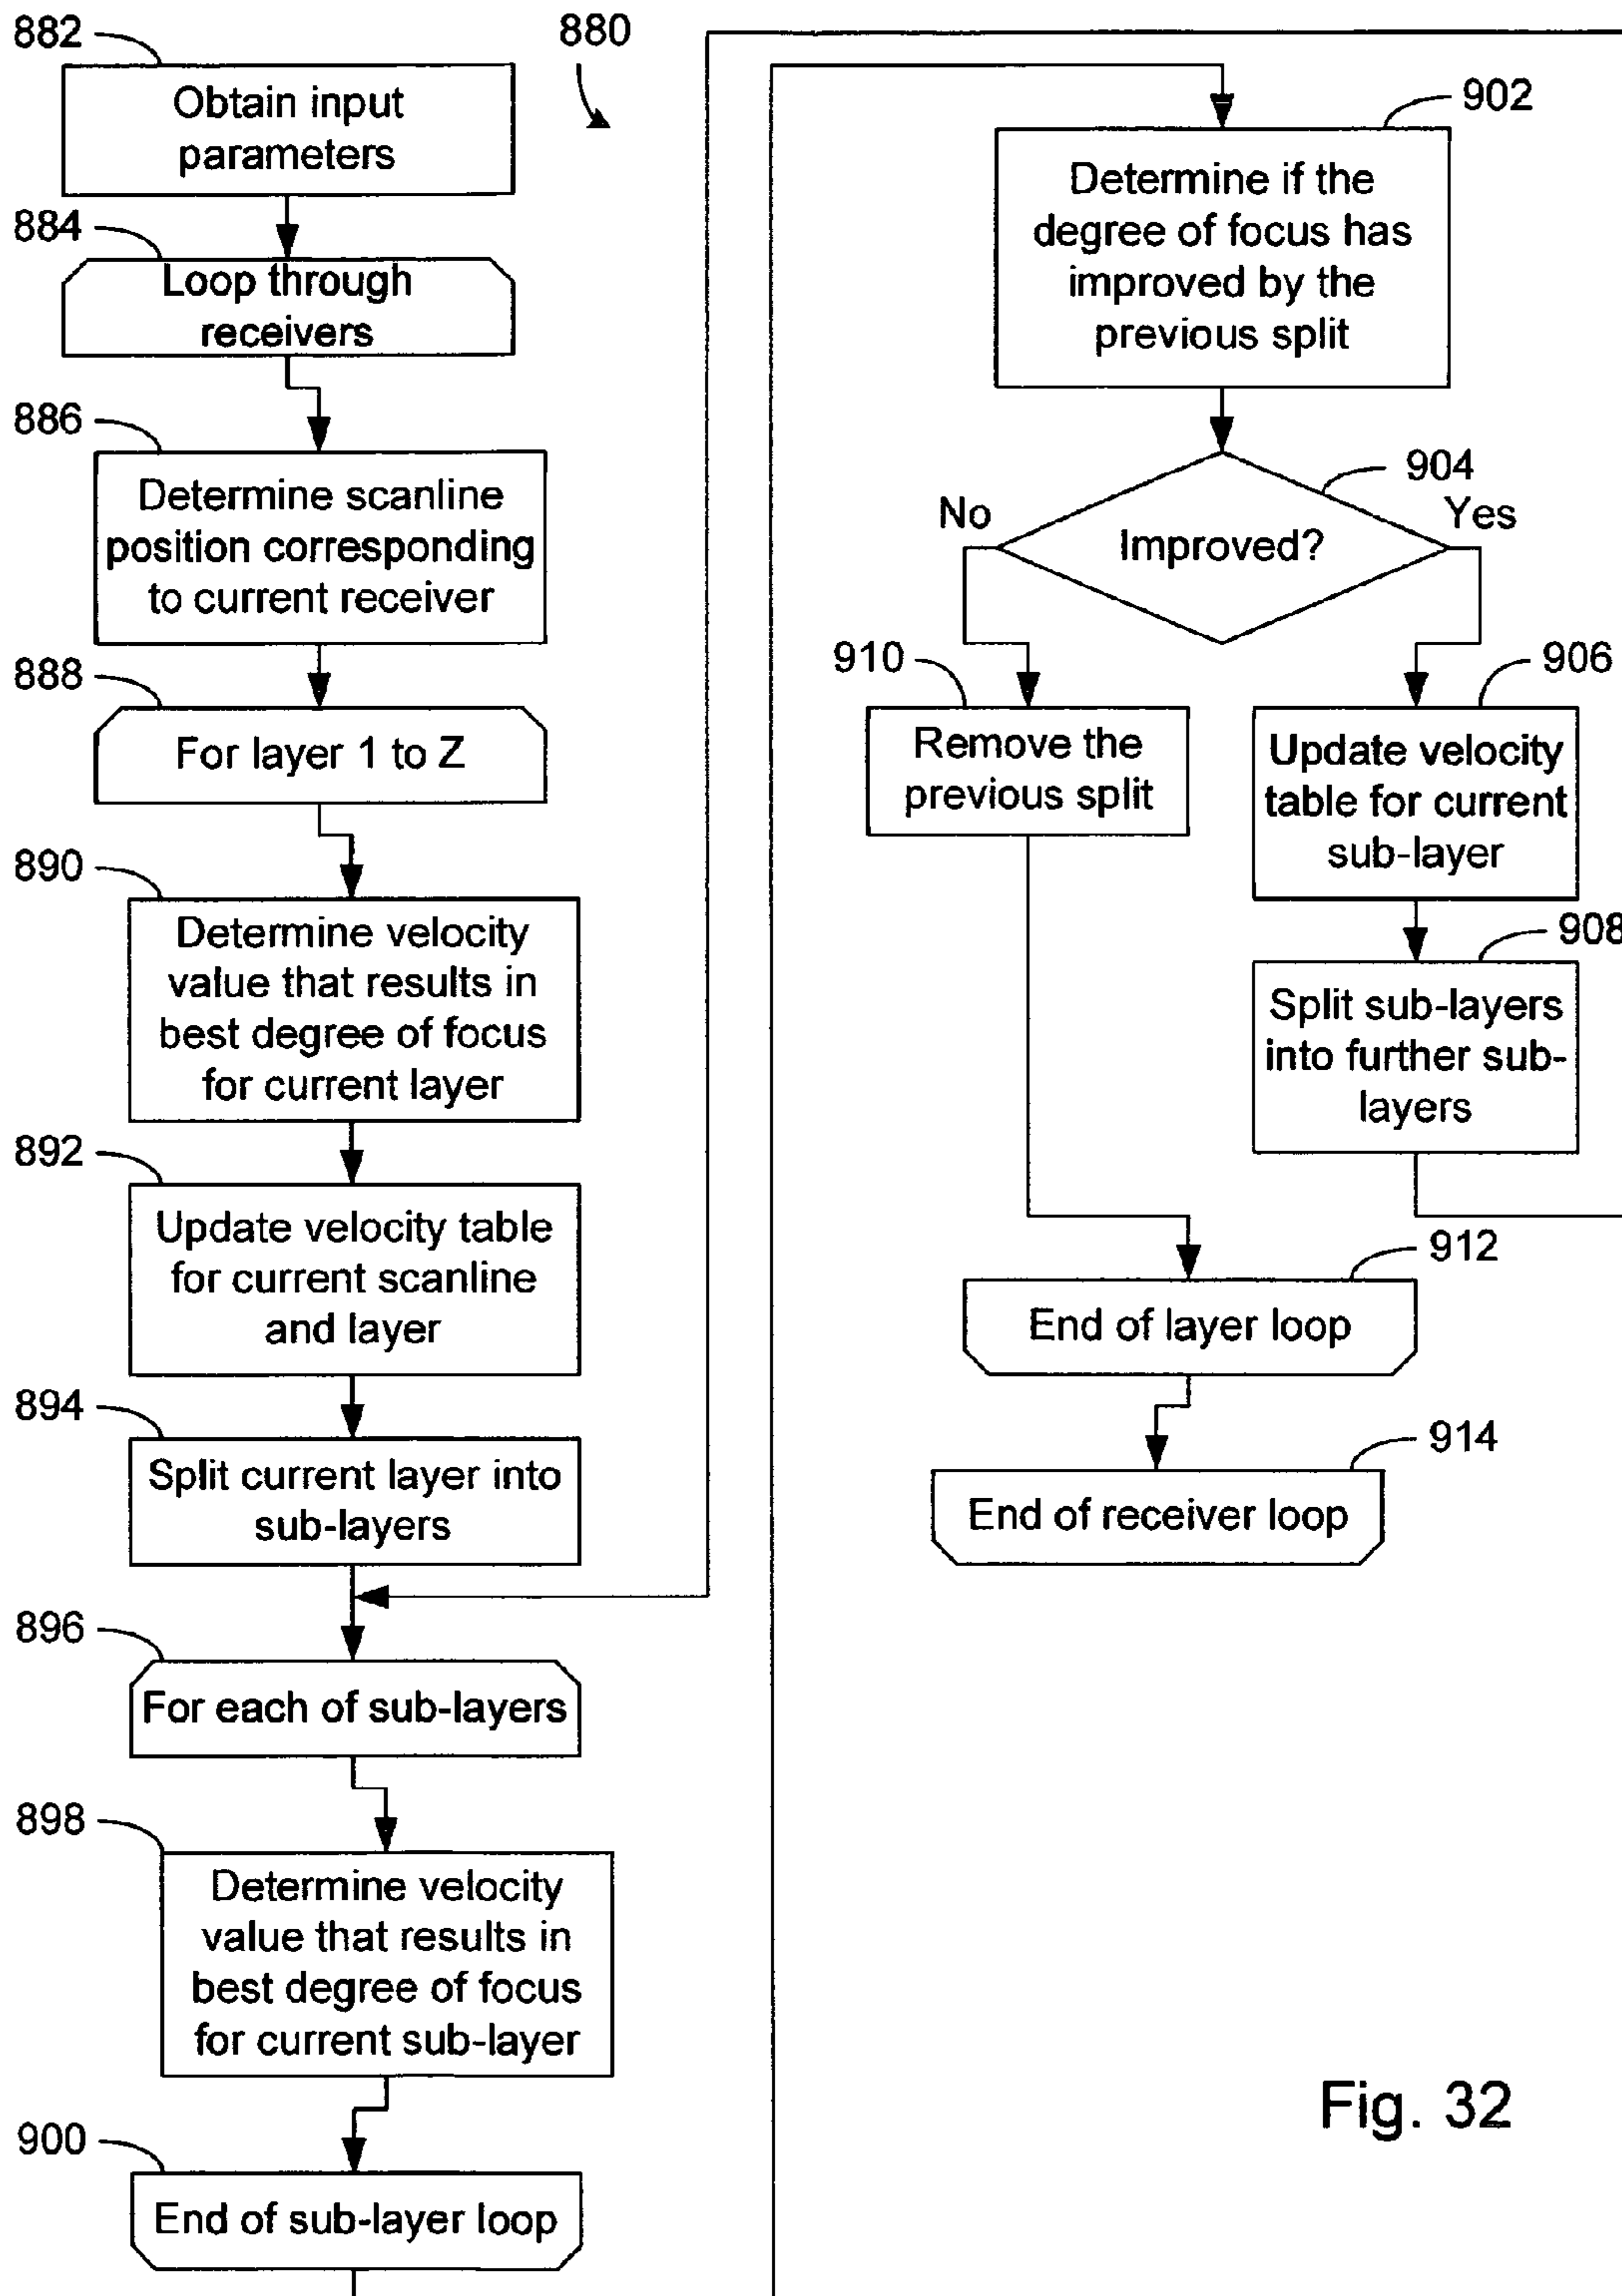 882
880
Obtain input
parameters
884
Loop through
receivers
886
Determine scanline
position corresponding
to current receiver
888
For layer 1 to Z
890
Determine velocity
value that results in
best degree of focus
for current layer
892
Update velocity table
for current scanline
and layer
894
Split current layer into
sub-layers
896
For each of sub-layers
898
Determine velocity
value that results in
best degree of focus
for current sub-layer
900
End of sub-layer loop
902
Determine if the
degree of focus has
improved by the
previous split
904
No
Yes
Improved?
910
906
Remove the
previous split
Update velocity
table for current
sub-layer
908
Split sub-layers
into further sub-
layers
912
End of layer loop
914
End of receiver loop
Fig. 32